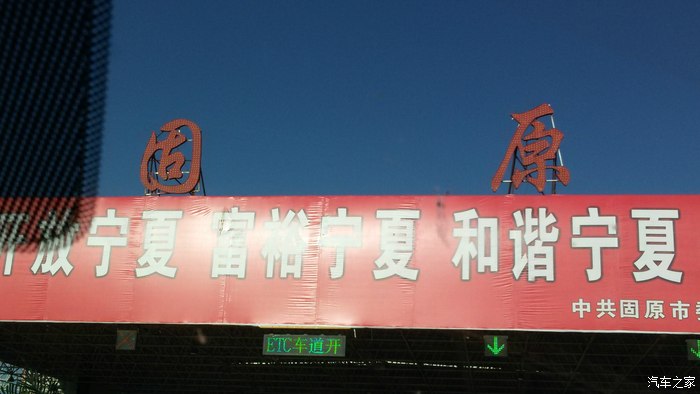 固原
开放宁夏 富裕宁夏 和谐宁夏
中共固原市委
ETC车道开
汽车之家